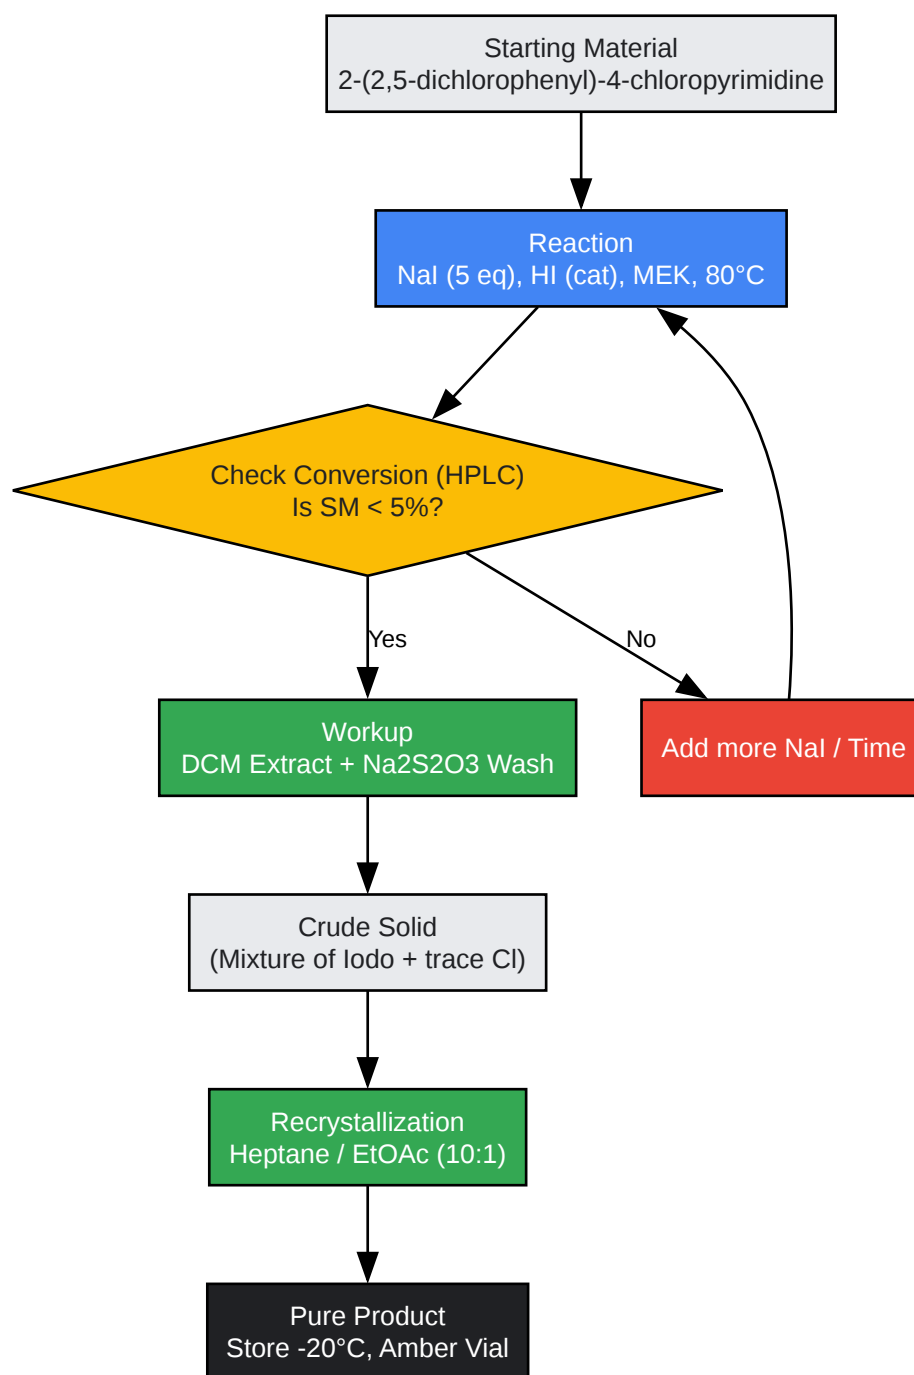 Starting Material
2-(2,5-dichlorophenyl)-4-chloropyrimidine
Reaction
NaI (5 eq), HI (cat), MEK, 80°C
Check Conversion (HPLC)
Is SM < 5%?
Yes
No
Workup
DCM Extract + Na2S2O3 Wash
Add more NaI / Time
Crude Solid
(Mixture of Iodo + trace Cl)
Recrystallization
Heptane / EtOAc (10:1)
Pure Product
Store -20°C, Amber Vial